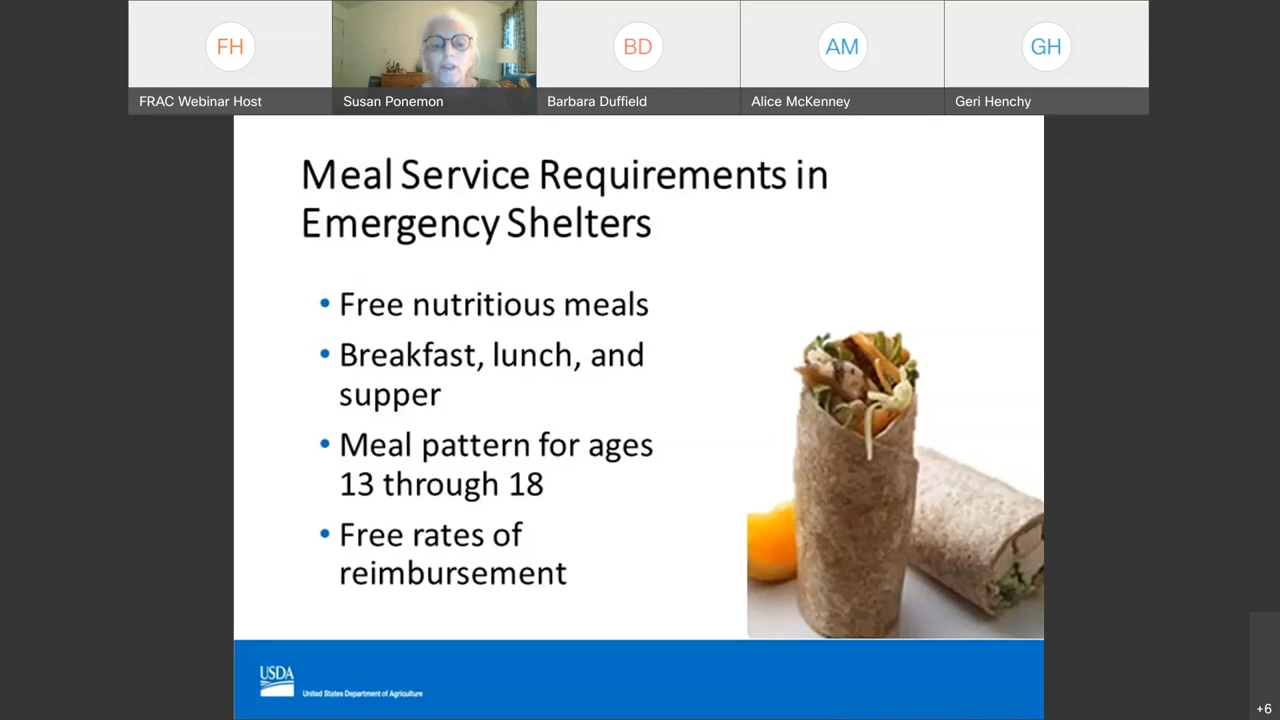 FH
BD
AM
GH
FRAC Webinar Host
Susan Ponemon
Barbara Duffield
Alice McKenney
Geri Henchy
Meal Service Requirements in
Emergency Shelters
• Free nutritious meals
• Breakfast, lunch, and
supper
• Meal pattern for ages
13 through 18
• Free rates of
reimbursement
USDA
United States Department of Agriculture
+6